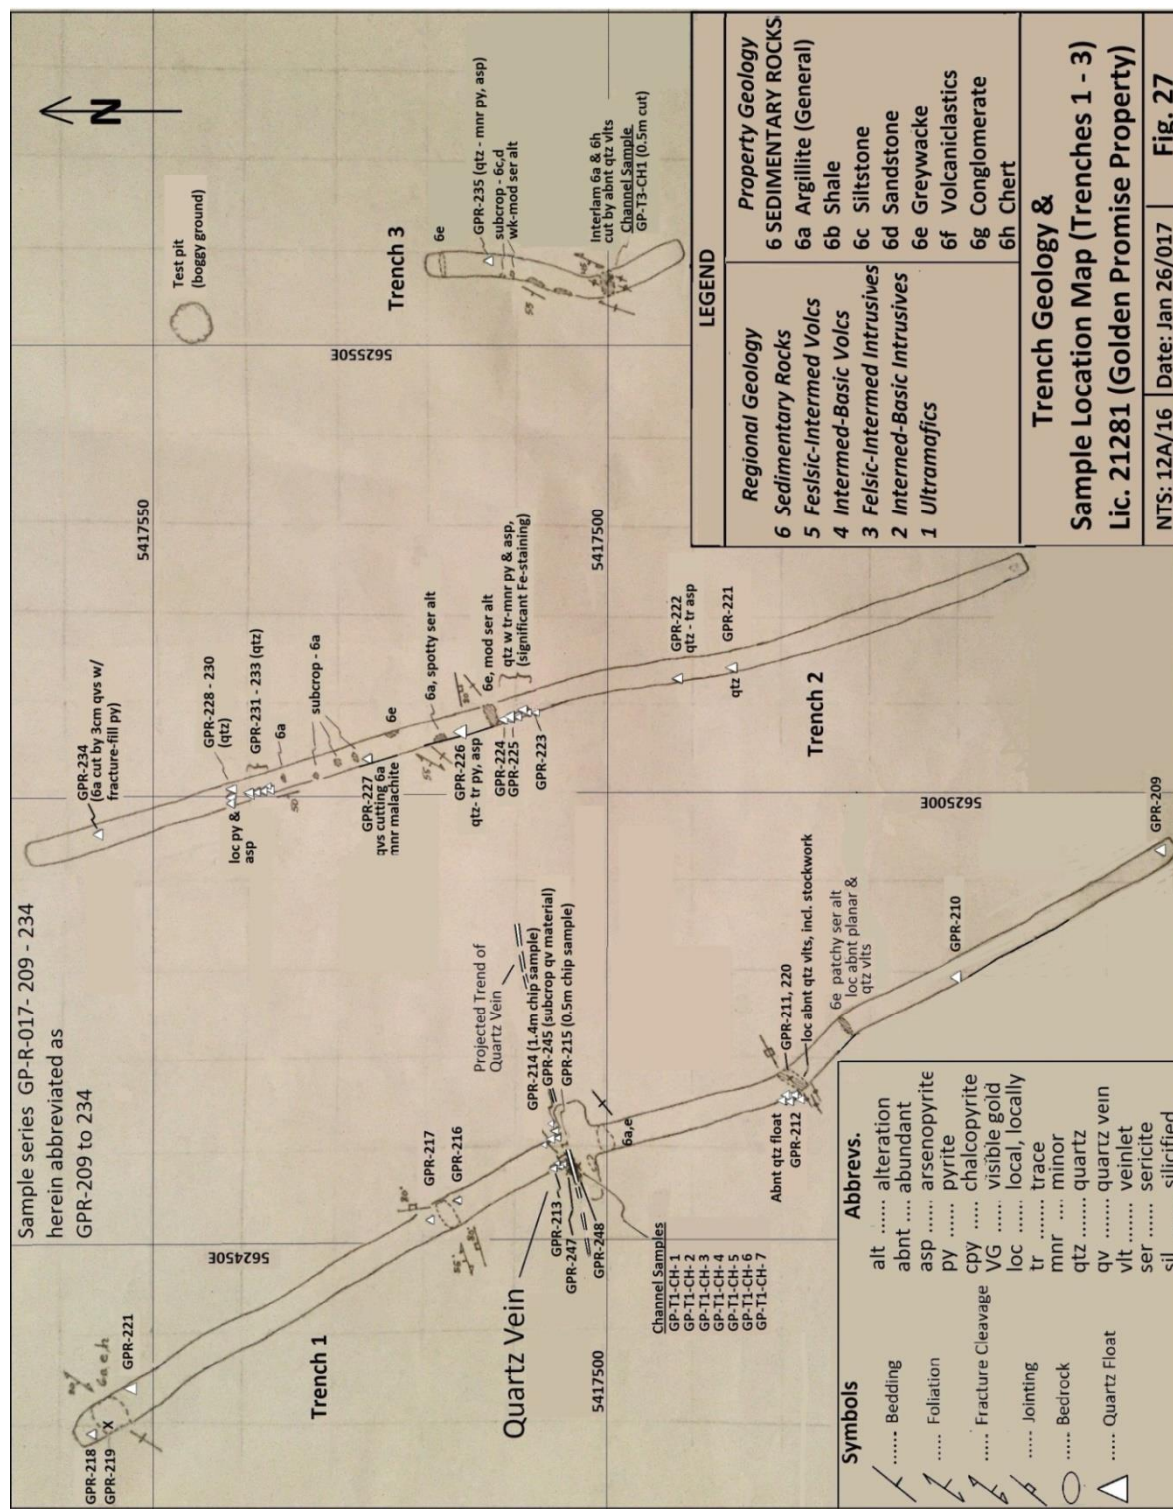 Sample series GP-R-017- 209 - 234
herein abbreviated as
GPR-209 to 234
N
Test pit
(boggy ground)
5417550
562550E
562500E
562450E
5417500
5417500
Trench 1
GPR-218
GPR-219
x
6a e,h
GPR-221
GPR-217
GPR-216
Quartz Vein
GPR-213
GPR-247
GPR-248
Channel Samples
GP-T1-CH- 1
GP-T1-CH- 2
GP-T1-CH- 3
GP-T1-CH- 4
GP-T1-CH- 5
GP-T1-CH- 6
GP-T1-CH- 7
Projected Trend of
Quartz Vein
GPR-214 (1.4m chip sample)
GPR-245 (subcrop qv material)
GPR-215 (0.5m chip sample)
6a,e
Abnt qtz float
GPR-212
GPR-211, 220
loc abnt qtz vlts, incl. stockwork
6e patchy ser alt
loc abnt planar &
qtz vlts
GPR-210
GPR-209
Trench 2
GPR-234
(6a cut by 3cm qvs w/
fracture-fill py)
GPR-228 - 230
(qtz)
GPR-231 - 233 (qtz)
loc py &
asp
50
6a
subcrop - 6a
6e
GPR-227
qvs cutting 6a
mnr malachite
6a, spotty ser alt
55
GPR-226
qtz- tr py, asp
6e, mod ser alt
qtz w tr-mnr py & asp,
(significant Fe-staining)
GPR-224
GPR-225
GPR-223
GPR-222
qtz - tr asp
GPR-221
qtz
Trench 3
6e
GPR-235 (qtz - mnr py, asp)
subcrop - 6c,d
wk-mod ser alt
55
Interlam 6a & 6h
cut by abnt qtz vlts
Channel Sample
GP-T3-CH1 (0.5m cut)
Symbols
...... Bedding
..... Foliation
..... Fracture Cleavage
..... Jointing
..... Bedrock
..... Quartz Float
Abbrevs.
alt ...... alteration
abnt .... abundant
asp ...... arsenopyrite
py ...... pyrite
cpy ..... chalcopyrite
VG ..... visible gold
loc ...... local, locally
tr ........ trace
mnr .... minor
qtz ....... quartz
qv ....... quartz vein
vlt ....... veinlet
ser ...... sericite
sil silicified
LEGEND
Regional Geology
6 Sedimentary Rocks
5 Feslsic-Intermed Volcs
4 Intermed-Basic Volcs
3 Felsic-Intermed Intrusives
2 Interned-Basic Intrusives
1 Ultramafics
Property Geology
6 SEDIMENTARY ROCKS
6a Argillite (General)
6b Shale
6c Siltstone
6d Sandstone
6e Greywacke
6f Volcaniclastics
6g Conglomerate
6h Chert
Trench Geology &
Sample Location Map (Trenches 1 - 3)
Lic. 21281 (Golden Promise Property)
NTS: 12A/16
Date: Jan 26/017
Fig. 27